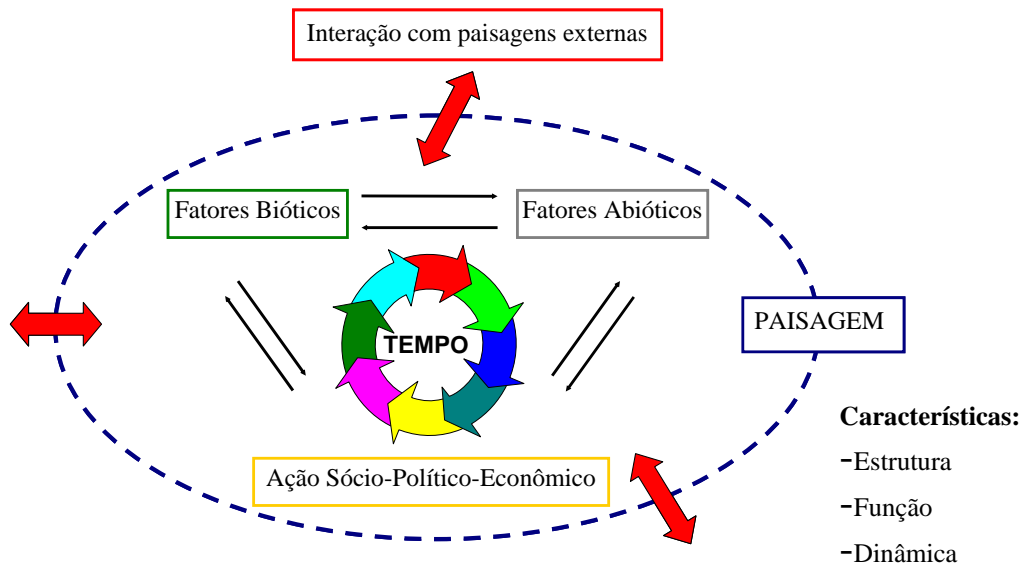 Interação com paisagens externas
Fatores Bióticos
Fatores Abióticos
PAISAGEM
TEMPO
Ação Sócio-Político-Econômico
Características:
-Estrutura
-Função
-Dinâmica